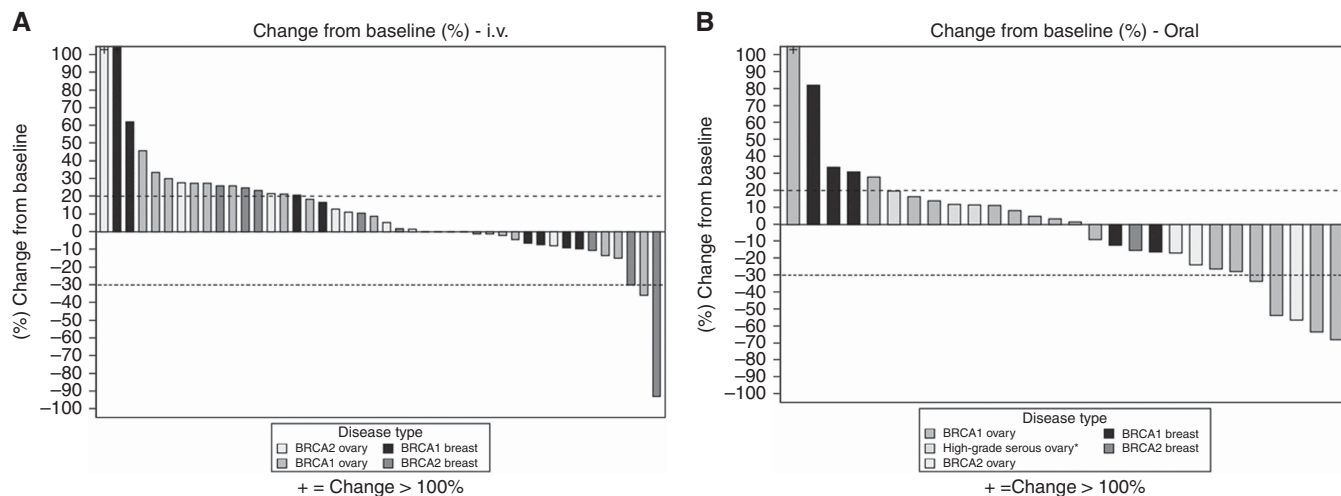 A
Change from baseline (%) - i.v.
(%) Change from baseline
100
90
80
70
60
50
40
30
20
10
0
–10
–20
–30
–40
–50
–60
–70
–80
–90
–100
+
Disease type
BRCA2 ovary BRCA1 breast
BRCA1 ovary BRCA2 breast
+ = Change > 100%
B
Change from baseline (%) - Oral
(%) Change from baseline
100
90
80
70
60
50
40
30
20
10
0
–10
–20
–30
–40
–50
–60
–70
–80
–90
–100
+
Disease type
BRCA1 ovary BRCA1 breast
High-grade serous ovary* BRCA2 breast
BRCA2 ovary
+ =Change > 100%